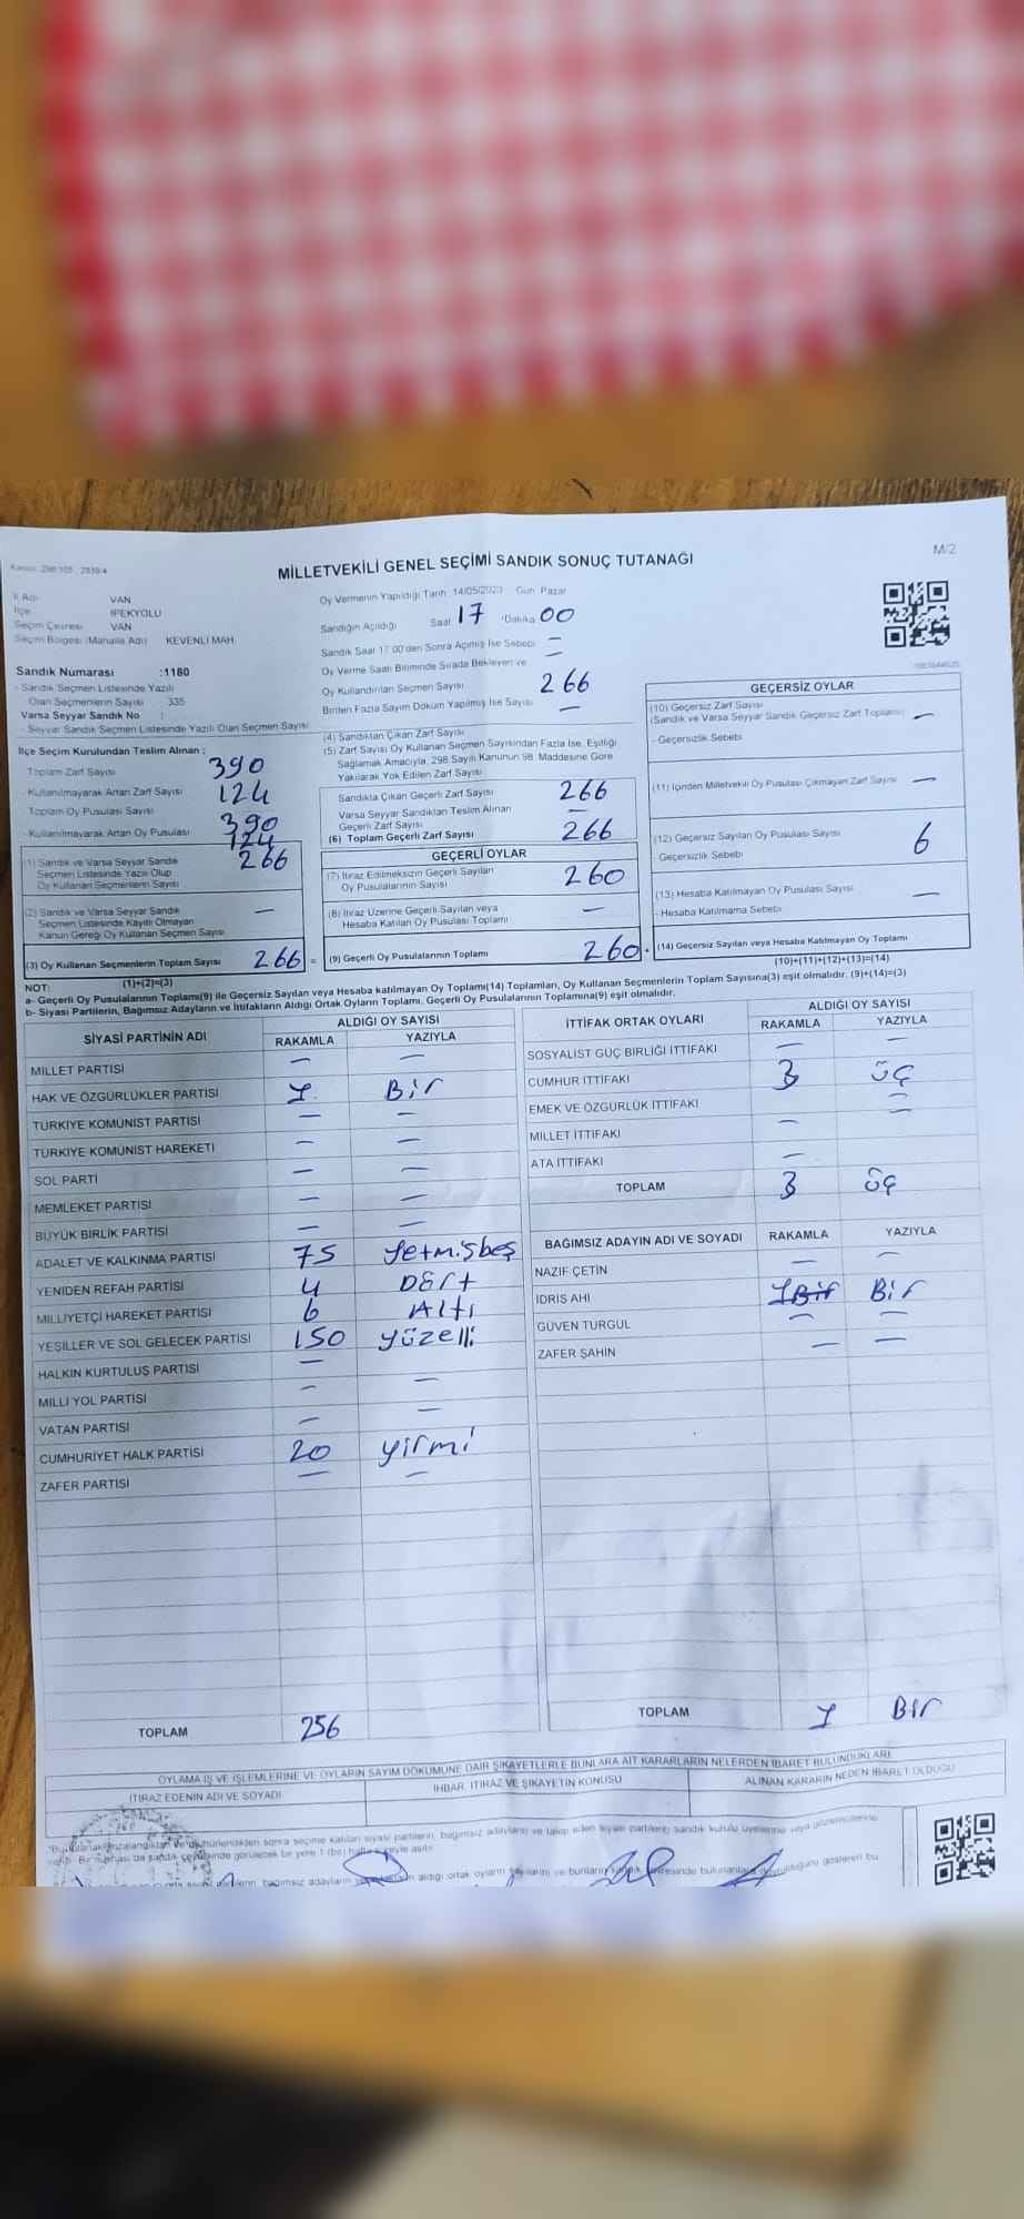 M/2
MİLLETVEKİLİ GENEL SEÇİMİ SANDIK SONUÇ TUTANAĞI
İl Adı VAN
İlçe İPEKYOLU
Seçim Çevresi VAN
Seçim Bölgesi (Mahalle Adı) KEVENLİ MAH.
Sandık Numarası :1180
- Sandık Seçmen Listesinde Yazılı
Olan Seçmenlerin Sayısı 335
Varsa Seyyar Sandık No :
- Seyyar Sandık Seçmen Listesinde Yazılı Olan Seçmen Sayısı
İlçe Seçim Kurulundan Teslim Alınan ;
Toplam Zarf Sayısı 390
Kullanılmayarak Artan Zarf Sayısı 124
Toplam Oy Pusulası Sayısı 390
- Kullanılmayarak Artan Oy Pusulası 124
(1) Sandık ve Varsa Seyyar Sandık 266
Seçmen Listesinde Yazılı Olup
Oy Kullanan Seçmenlerin Sayısı
(2) Sandık ve Varsa Seyyar Sandık —
Seçmen Listesinde Kayıtlı Olmayan
Kanun Gereği Oy Kullanan Seçmen Sayısı
(3) Oy Kullanan Seçmenlerin Toplam Sayısı 266 =
(1)+(2)=(3)
Oy Vermenin Yapıldığı Tarih: 14/05/2023 Gün: Pazar
Sandığın Açıldığı Saat 17 Dakika 00
Sandık Saat 17.00'den Sonra Açılmış İse Sebebi —
Oy Verme Saati Bitiminde Sırada Bekleyen ve —
Oy Kullandırılan Seçmen Sayısı 266
Birden Fazla Sayım Döküm Yapılmış İse Sayısı —
(4) Sandıktan Çıkan Zarf Sayısı
(5) Zarf Sayısı Oy Kullanan Seçmen Sayısından Fazla İse, Eşitliği
Sağlamak Amacıyla, 298 Sayılı Kanunun 98. Maddesine Göre
Yakılarak Yok Edilen Zarf Sayısı
Sandıkta Çıkan Geçerli Zarf Sayısı 266
Varsa Seyyar Sandıktan Teslim Alınan —
Geçerli Zarf Sayısı
(6) Toplam Geçerli Zarf Sayısı 266
GEÇERLİ OYLAR
(7) İtiraz Edilmeksizin Geçerli Sayılan 260
Oy Pusulalarının Sayısı
(8) İtiraz Üzerine Geçerli Sayılan veya —
Hesaba Katılan Oy Pusulası Toplamı
(9) Geçerli Oy Pusulalarının Toplamı 260 +
GEÇERSİZ OYLAR
(10) Geçersiz Zarf Sayısı
(Sandık ve Varsa Seyyar Sandık Geçersiz Zarf Toplamı) —
- Geçersizlik Sebebi
(11) İçinden Milletvekili Oy Pusulası Çıkmayan Zarf Sayısı —
(12) Geçersiz Sayılan Oy Pusulası Sayısı 6
Geçersizlik Sebebi
(13) Hesaba Katılmayan Oy Pusulası Sayısı —
- Hesaba Katılmama Sebebi
(14) Geçersiz Sayılan veya Hesaba Katılmayan Oy Toplamı
(10)+(11)+(12)+(13)=(14)
NOT:
a- Geçerli Oy Pusulalarının Toplamı(9) ile Geçersiz Sayılan veya Hesaba katılmayan Oy Toplamı(14) Toplamları, Oy Kullanan Seçmenlerin Toplam Sayısına(3) eşit olmalıdır. (9)+(14)=(3)
b- Siyasi Partilerin, Bağımsız Adayların ve İttifakların Aldığı Ortak Oyların Toplamı, Geçerli Oy Pusulalarının Toplamına(9) eşit olmalıdır.
SİYASİ PARTİNİN ADI ALDIĞI OY SAYISI
RAKAMLA YAZIYLA
MİLLET PARTİSİ — —
HAK VE ÖZGÜRLÜKLER PARTİSİ 1 Bir
TÜRKİYE KOMÜNİST PARTİSİ — —
TÜRKİYE KOMÜNİST HAREKETİ — —
SOL PARTİ — —
MEMLEKET PARTİSİ — —
BÜYÜK BİRLİK PARTİSİ — —
ADALET VE KALKINMA PARTİSİ 75 Yetmişbeş
YENİDEN REFAH PARTİSİ 4 Dört
MİLLİYETÇİ HAREKET PARTİSİ 6 Altı
YEŞİLLER VE SOL GELECEK PARTİSİ 150 yüzelli
HALKIN KURTULUŞ PARTİSİ —
MİLLİ YOL PARTİSİ — —
VATAN PARTİSİ — —
CUMHURİYET HALK PARTİSİ 20 yirmi
ZAFER PARTİSİ — —
TOPLAM 256
İTTİFAK ORTAK OYLARI ALDIĞI OY SAYISI
RAKAMLA YAZIYLA
SOSYALİST GÜÇ BİRLİĞİ İTTİFAKI — —
CUMHUR İTTİFAKI 3 üç
EMEK VE ÖZGÜRLÜK İTTİFAKI —
MİLLET İTTİFAKI — —
ATA İTTİFAKI —
TOPLAM 3 üç
BAĞIMSIZ ADAYIN ADI VE SOYADI RAKAMLA YAZIYLA
NAZİF ÇETİN — —
İDRİS AHİ 1 Bir Bir
GÜVEN TURGUL — —
ZAFER ŞAHİN — —
TOPLAM 1 Bir
OYLAMA İŞ VE İŞLEMLERİNE VE OYLARIN SAYIM DÖKÜMÜNE DAİR ŞİKAYETLERLE BUNLARA AİT KARARLARIN NELERDEN İBARET BULUNDUKLARI
İTİRAZ EDENİN ADI VE SOYADI İHBAR, İTİRAZ VE ŞİKAYETİN KONUSU ALINAN KARARIN NEDEN İBARET OLDUĞU